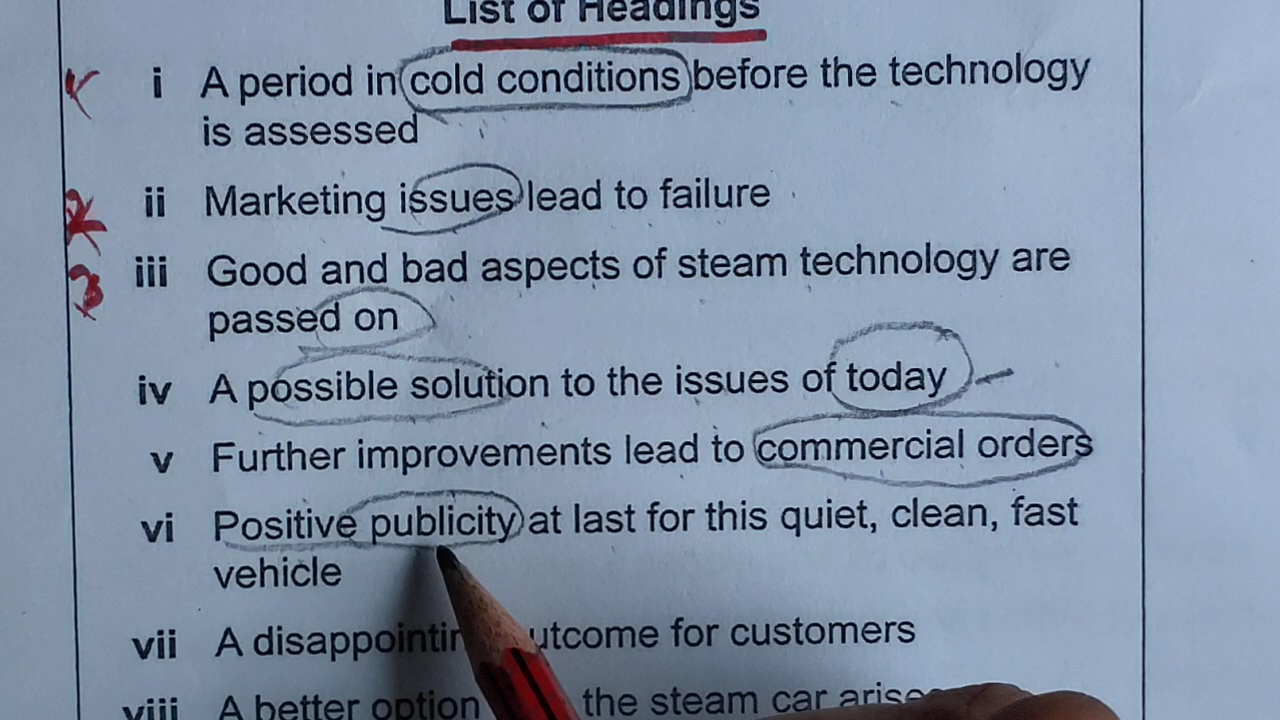 List of Headings
i A period in cold conditions before the technology
is assessed
ii Marketing issues lead to failure
iii Good and bad aspects of steam technology are
passed on
iv A possible solution to the issues of today
v Further improvements lead to commercial orders
vi Positive publicity at last for this quiet, clean, fast
vehicle
vii A disappointin utcome for customers
viii A better option the steam car arise